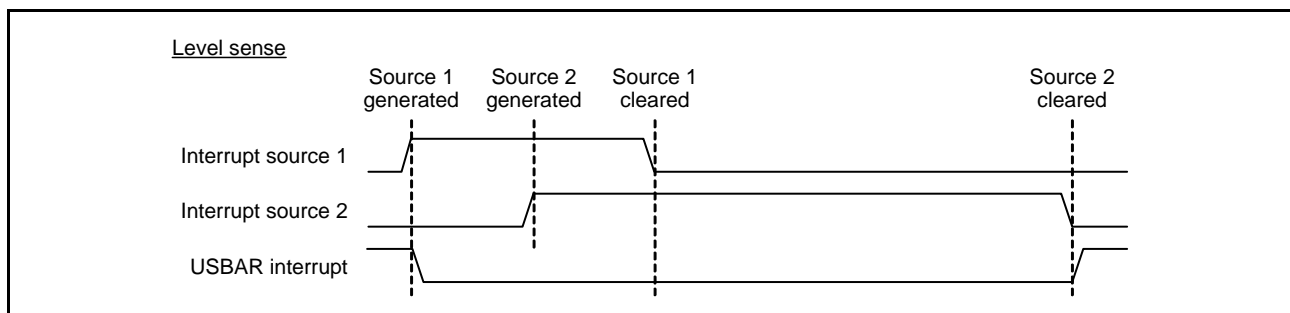 Level sense
Source 1 generated
Source 2 generated
Source 1 cleared
Source 2 cleared
Interrupt source 1
Interrupt source 2
USBAR interrupt